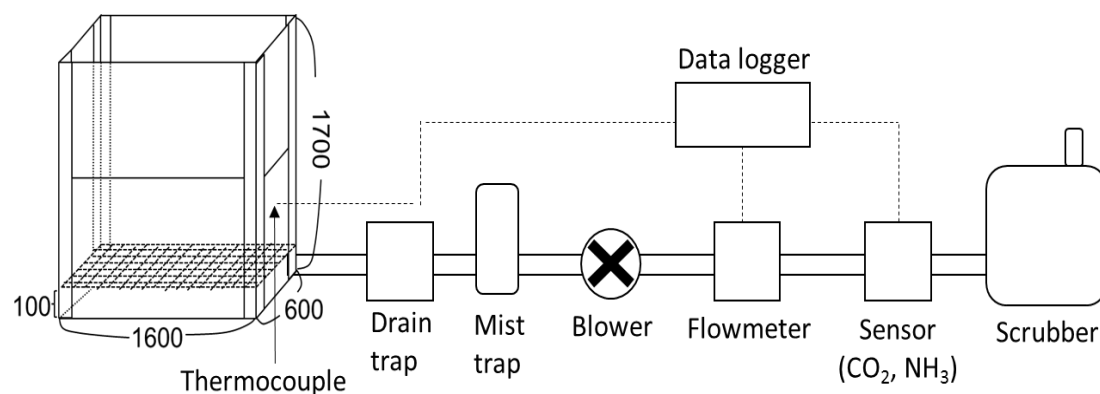 Data logger
1700
100
600
1600
Thermocouple
Drain
trap
Mist
trap
Blower
Flowmeter
Sensor
(CO₂, NH₃)
Scrubber